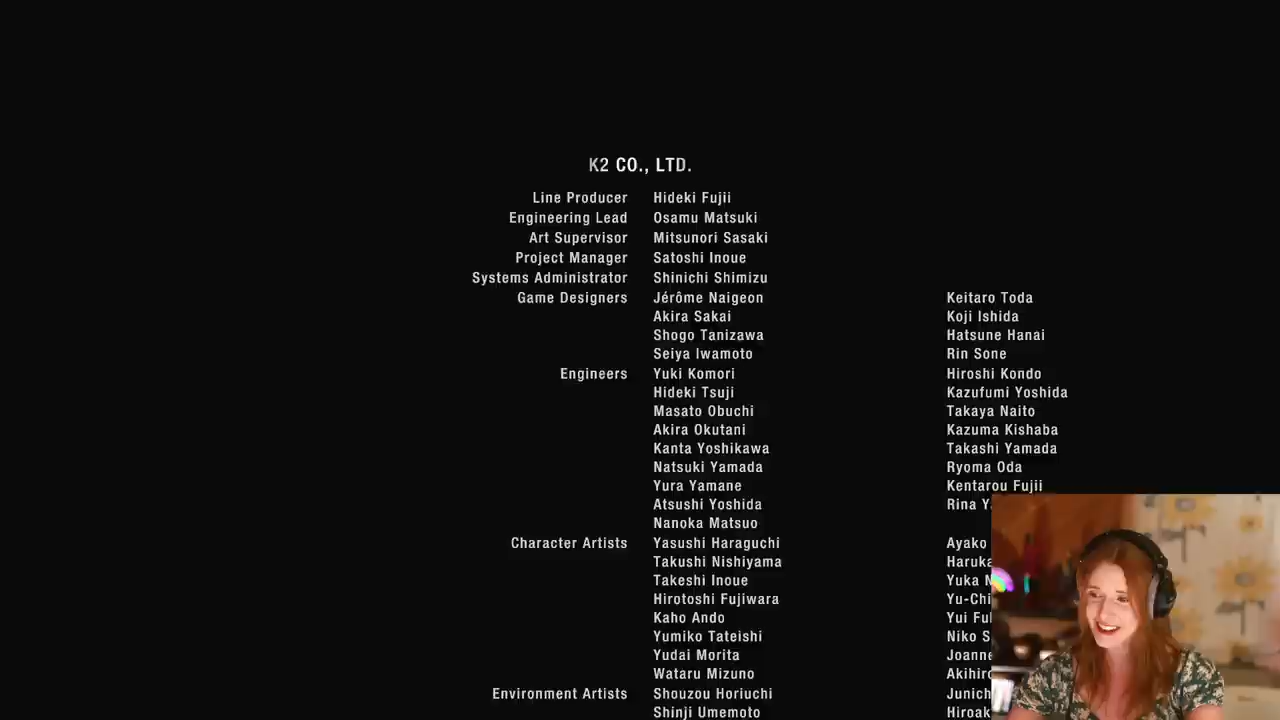 K2 CO., LTD.
Line Producer Hideki Fujii
Engineering Lead Osamu Matsuki
Art Supervisor Mitsunori Sasaki
Project Manager Satoshi Inoue
Systems Administrator Shinichi Shimizu
Game Designers Jérôme Naigeon Keitaro Toda
Akira Sakai Koji Ishida
Shogo Tanizawa Hatsune Hanai
Seiya Iwamoto Rin Sone
Engineers Yuki Komori Hiroshi Kondo
Hideki Tsuji Kazufumi Yoshida
Masato Obuchi Takaya Naito
Akira Okutani Kazuma Kishaba
Kanta Yoshikawa Takashi Yamada
Natsuki Yamada Ryoma Oda
Yura Yamane Kentarou Fujii
Atsushi Yoshida Rina
Nanoka Matsuo
Character Artists Yasushi Haraguchi Ayako
Takushi Nishiyama
Takeshi Inoue Yuka
Hirotoshi Fujiwara
Kaho Ando Yui
Yumiko Tateishi Niko
Yudai Morita
Wataru Mizuno
Environment Artists Shouzou Horiuchi
Shinji Umemoto